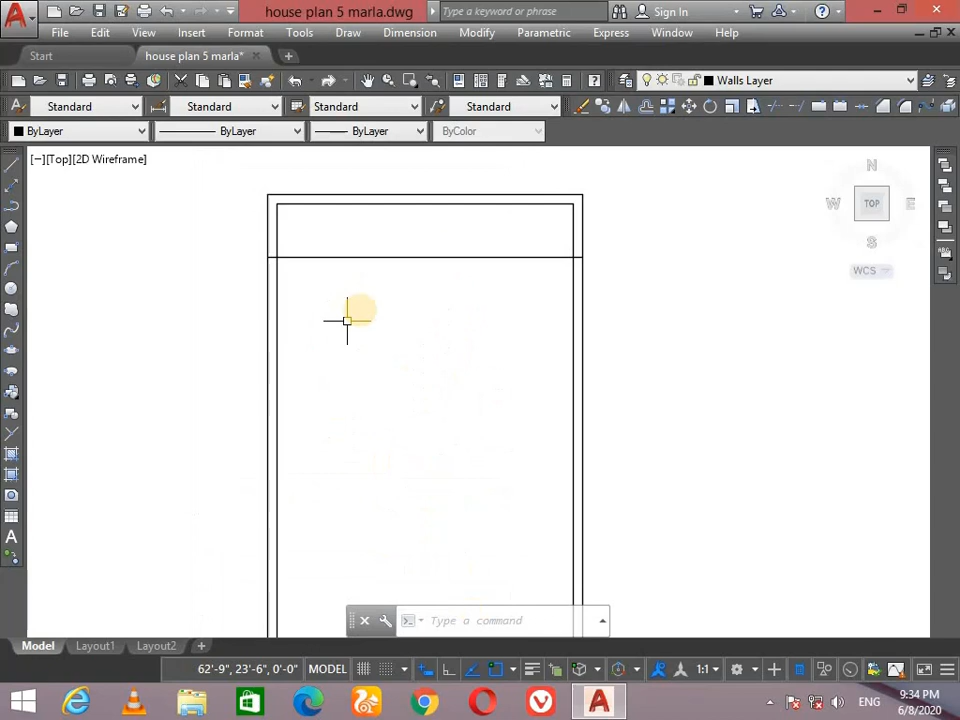 house plan 5 marla.dwg
Type a keyword or phrase
Sign In
File Edit View Insert Format Tools Draw Dimension Modify Parametric Express Window Help
Start
house plan 5 marla*
Walls Layer
Standard Standard Standard Standard
ByLayer ByLayer ByLayer ByColor
[−][Top][2D Wireframe]
N
W TOP E
S
WCS
Type a command
Model Layout1 Layout2
62'-9", 23'-6", 0'-0" MODEL 1:1
ENG
9:34 PM
6/8/2020